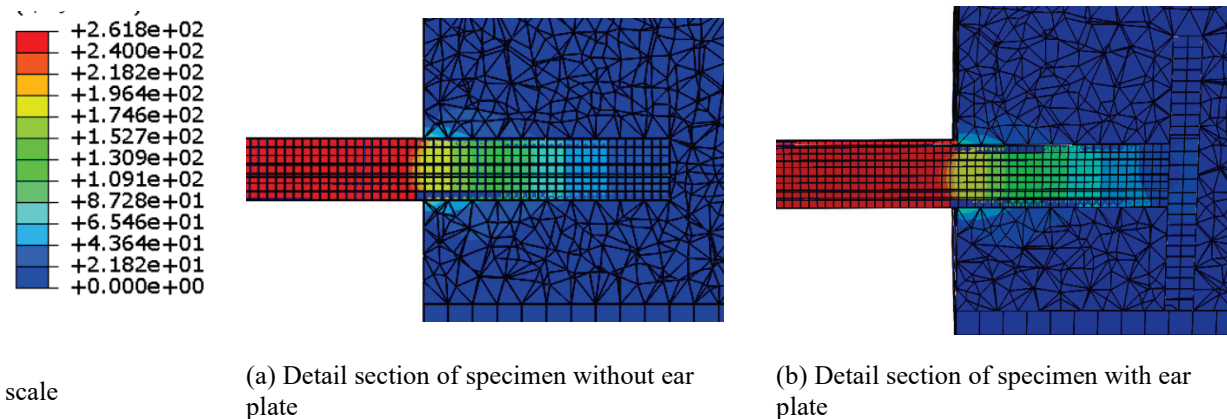 +2.618e+02
+2.400e+02
+2.182e+02
+1.964e+02
+1.746e+02
+1.527e+02
+1.309e+02
+1.091e+02
+8.728e+01
+6.546e+01
+4.364e+01
+2.182e+01
+0.000e+00
scale
(a) Detail section of specimen without ear
plate
(b) Detail section of specimen with ear
plate